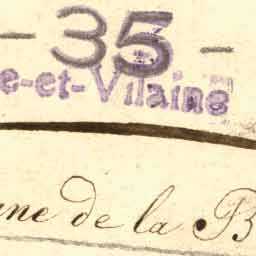 - 35 -
e-et-Vilaine
une de la B